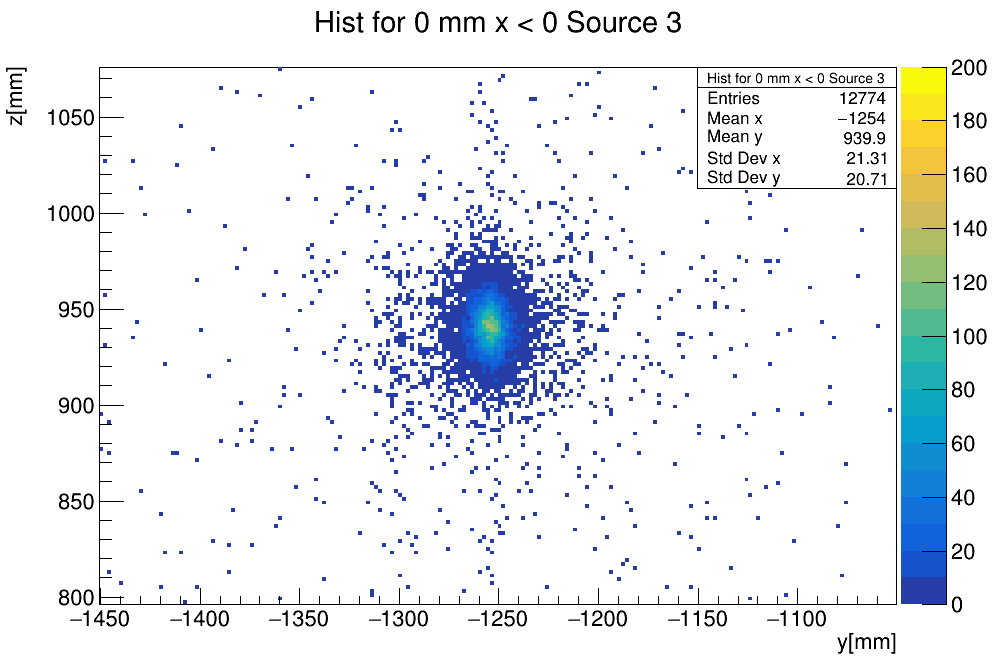 Hist for 0 mm x < 0 Source 3
z[mm]
Hist for 0 mm x < 0 Source 3
Entries 12774
Mean x −1254
Mean y 939.9
Std Dev x 21.31
Std Dev y 20.71
1050
1000
950
900
850
800
−1450 −1400 −1350 −1300 −1250 −1200 −1150 −1100
y[mm]
200
180
160
140
120
100
80
60
40
20
0